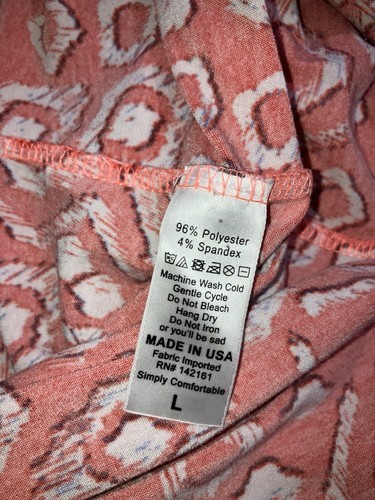 96% Polyester
4% Spandex
Machine Wash Cold
Gentle Cycle
Do Not Bleach
Hang Dry
Do Not Iron
or you'll be sad
MADE IN USA
Fabric Imported
RN# 142161
Simply Comfortable
L